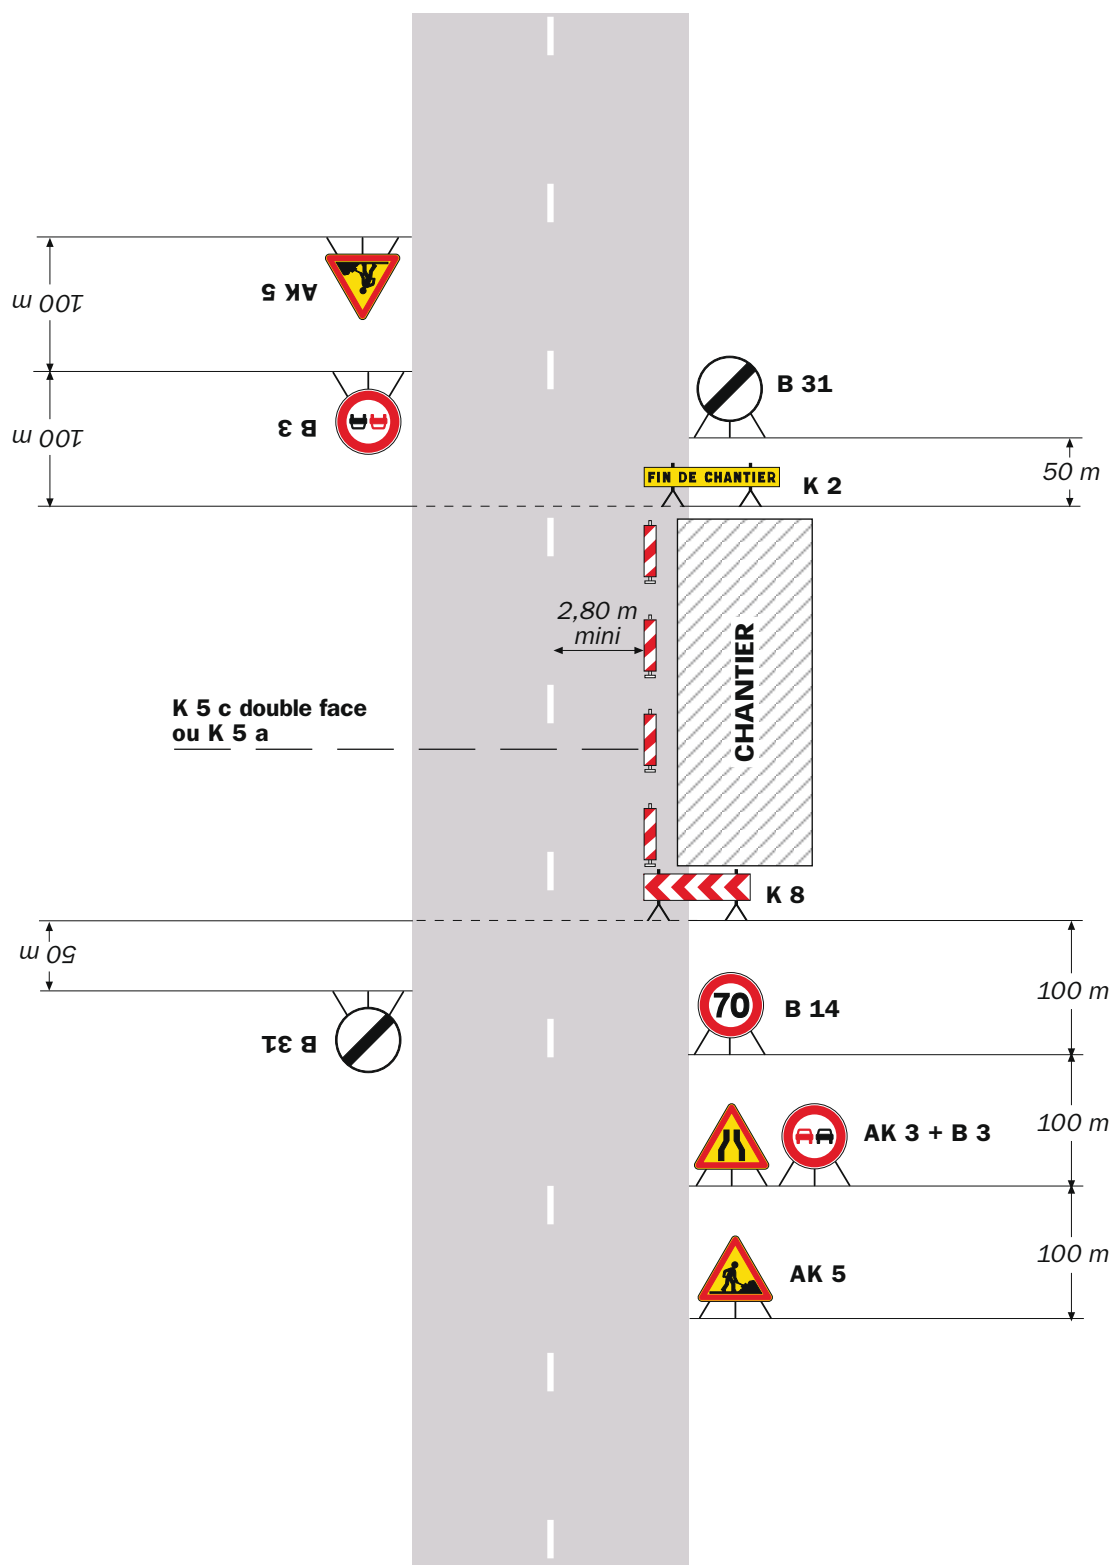 AK 5
100 m
B 3
100 m
B 31
50 m
FIN DE CHANTIER
K 2
2,80 m
mini
CHANTIER
K 5 c double face
ou K 5 a
K 8
50 m
B 31
70
B 14
100 m
AK 3 + B 3
100 m
AK 5
100 m